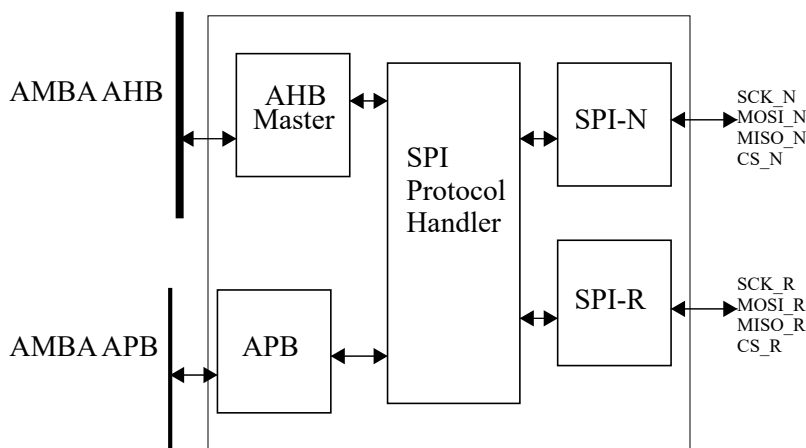 AMBA AHB
AHB
Master
SPI
Protocol
Handler
SPI-N
SCK_N
MOSI_N
MISO_N
CS_N
AMBA APB
APB
SPI-R
SCK_R
MOSI_R
MISO_R
CS_R